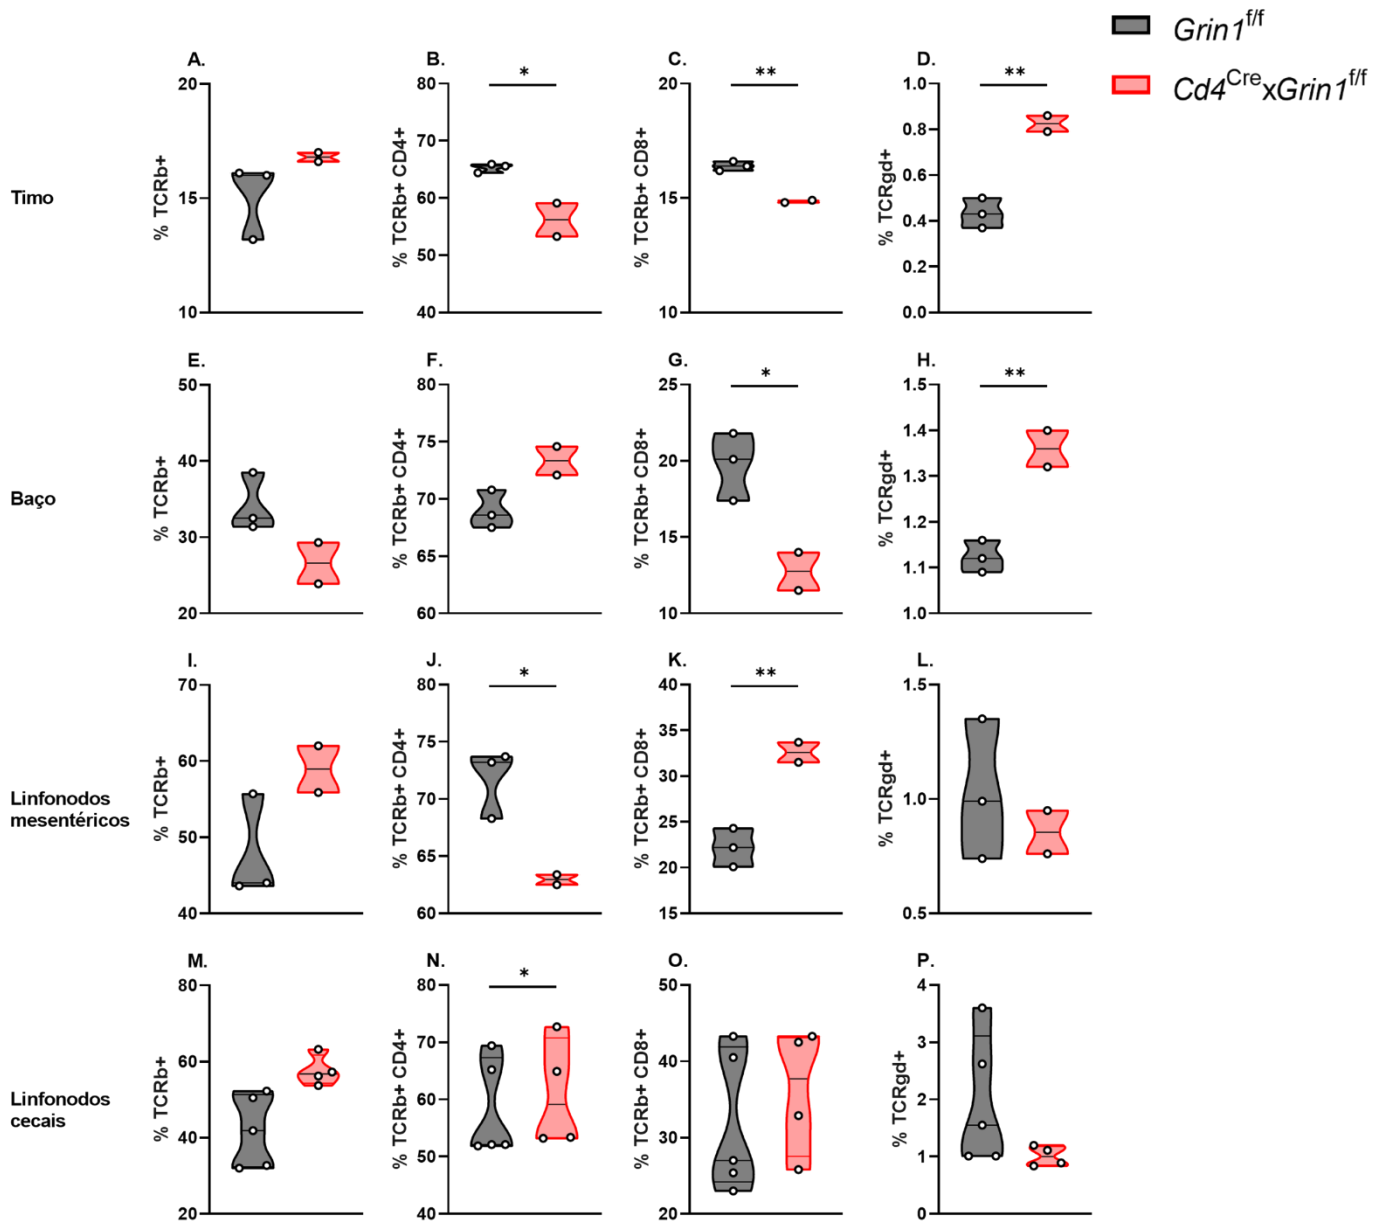 Grin1f/f
Cd4CrexGrin1f/f
Timo
A.
% TCRb+
20
15
10
B.
*
% TCRb+ CD4+
80
70
60
50
40
C.
**
% TCRb+ CD8+
20
15
10
D.
**
% TCRgd+
1.0
0.8
0.6
0.4
0.2
0.0
Baço
E.
% TCRb+
50
40
30
20
F.
% TCRb+ CD4+
80
75
70
65
60
G.
*
% TCRb+ CD8+
25
20
15
10
H.
**
% TCRgd+
1.5
1.4
1.3
1.2
1.1
1.0
Linfonodos
mesentéricos
I.
% TCRb+
70
60
50
40
J.
*
% TCRb+ CD4+
80
75
70
65
60
K.
**
% TCRb+ CD8+
40
35
30
25
20
15
L.
% TCRgd+
1.5
1.0
0.5
Linfonodos
cecais
M.
% TCRb+
80
60
40
20
N.
*
% TCRb+ CD4+
80
70
60
50
40
O.
% TCRb+ CD8+
50
40
30
20
P.
% TCRgd+
4
3
2
1
0